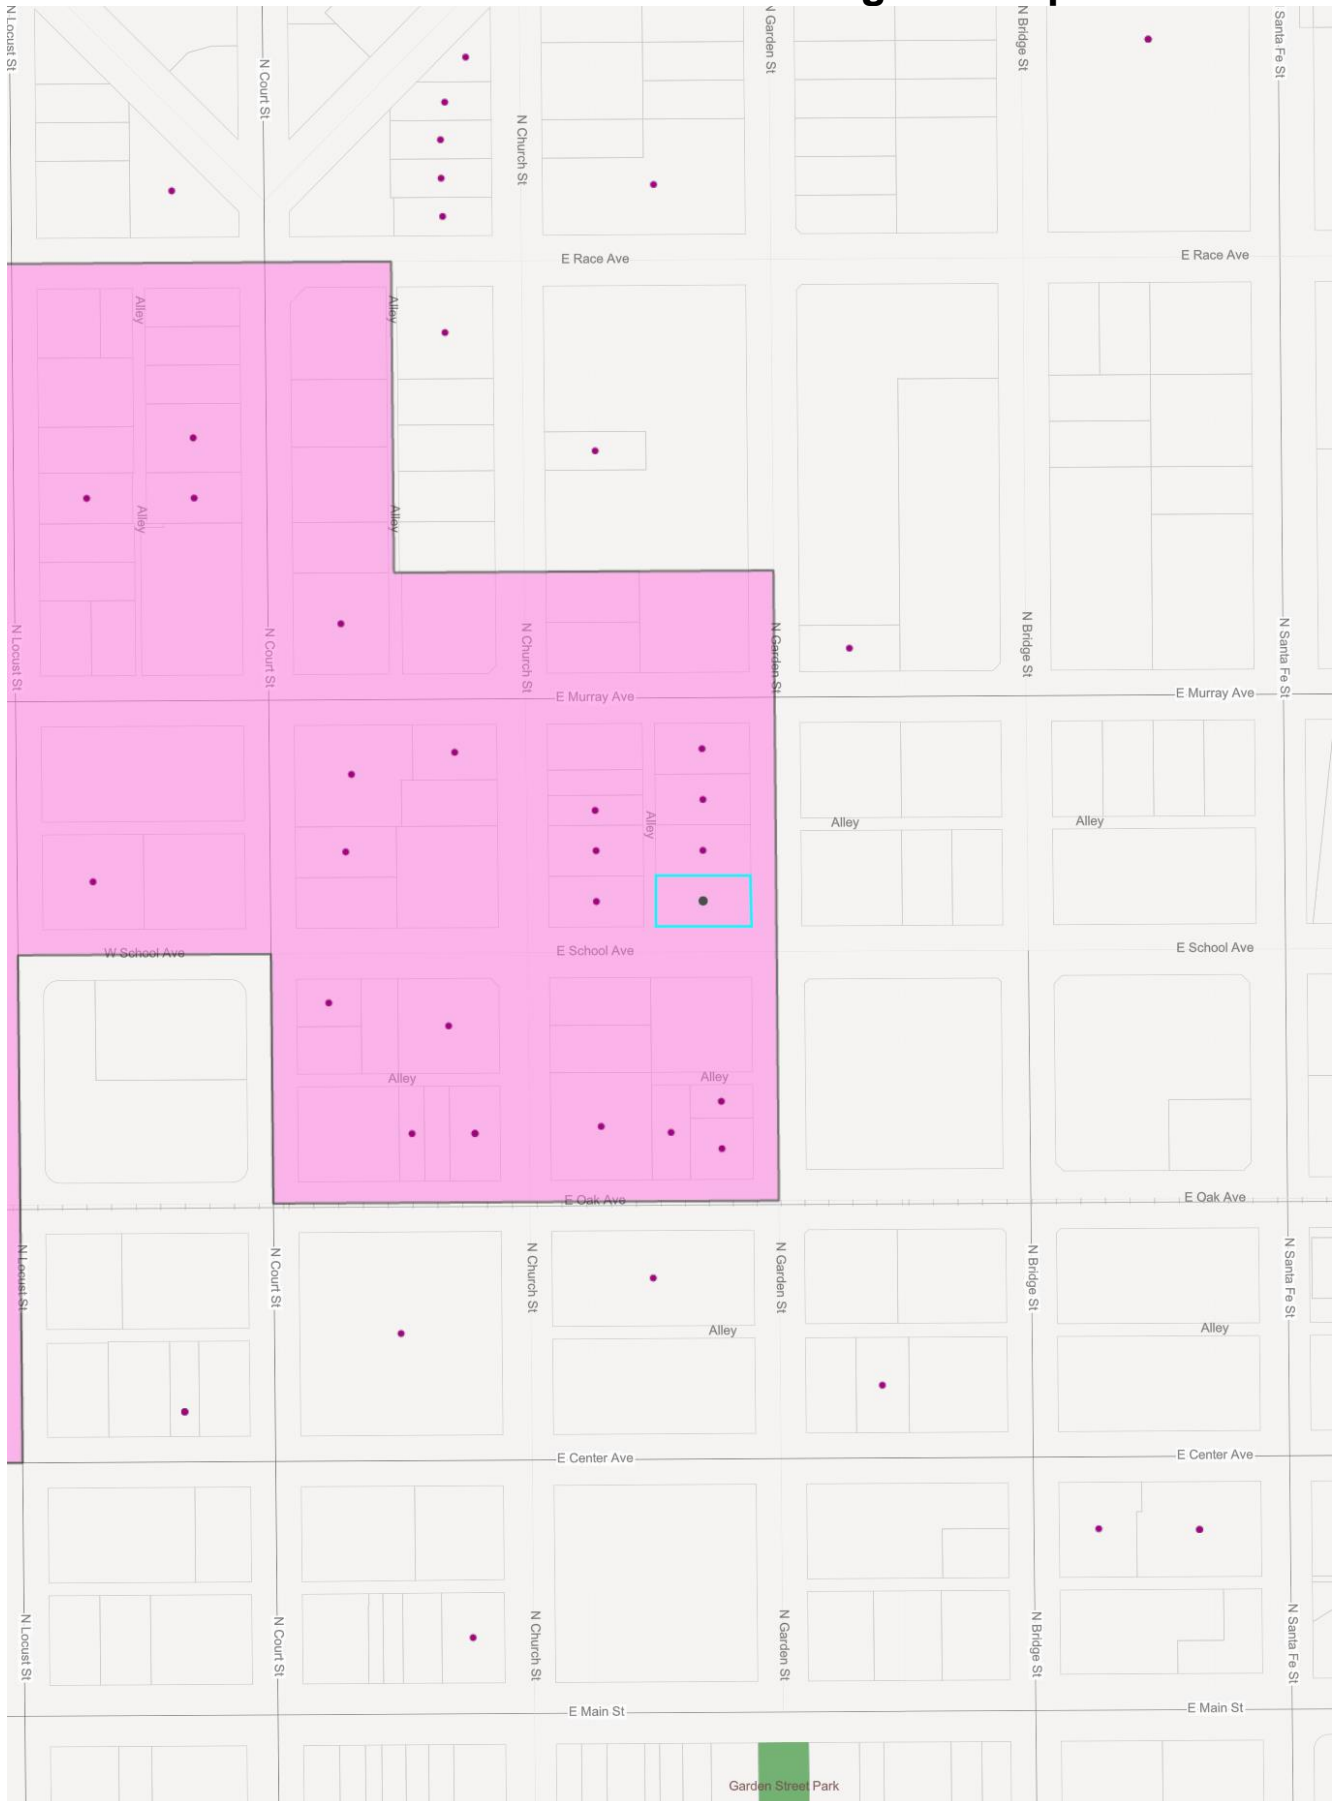 N Locust St
N Court St
N Church St
N Garden St
N Bridge St
Santa Fe St
E Race Ave
E Race Ave
Alley
Alley
Alley
Alley
N Locust St
N Court St
N Church St
N Garden St
N Bridge St
N Santa Fe St
E Murray Ave
E Murray Ave
Alley
Alley
Alley
W School Ave
E School Ave
E School Ave
Alley
Alley
E Oak Ave
E Oak Ave
N Locust St
N Court St
N Church St
N Garden St
N Bridge St
N Santa Fe St
Alley
Alley
E Center Ave
E Center Ave
N Locust St
N Court St
N Church St
N Garden St
N Bridge St
N Santa Fe St
E Main St
E Main St
Garden Street Park